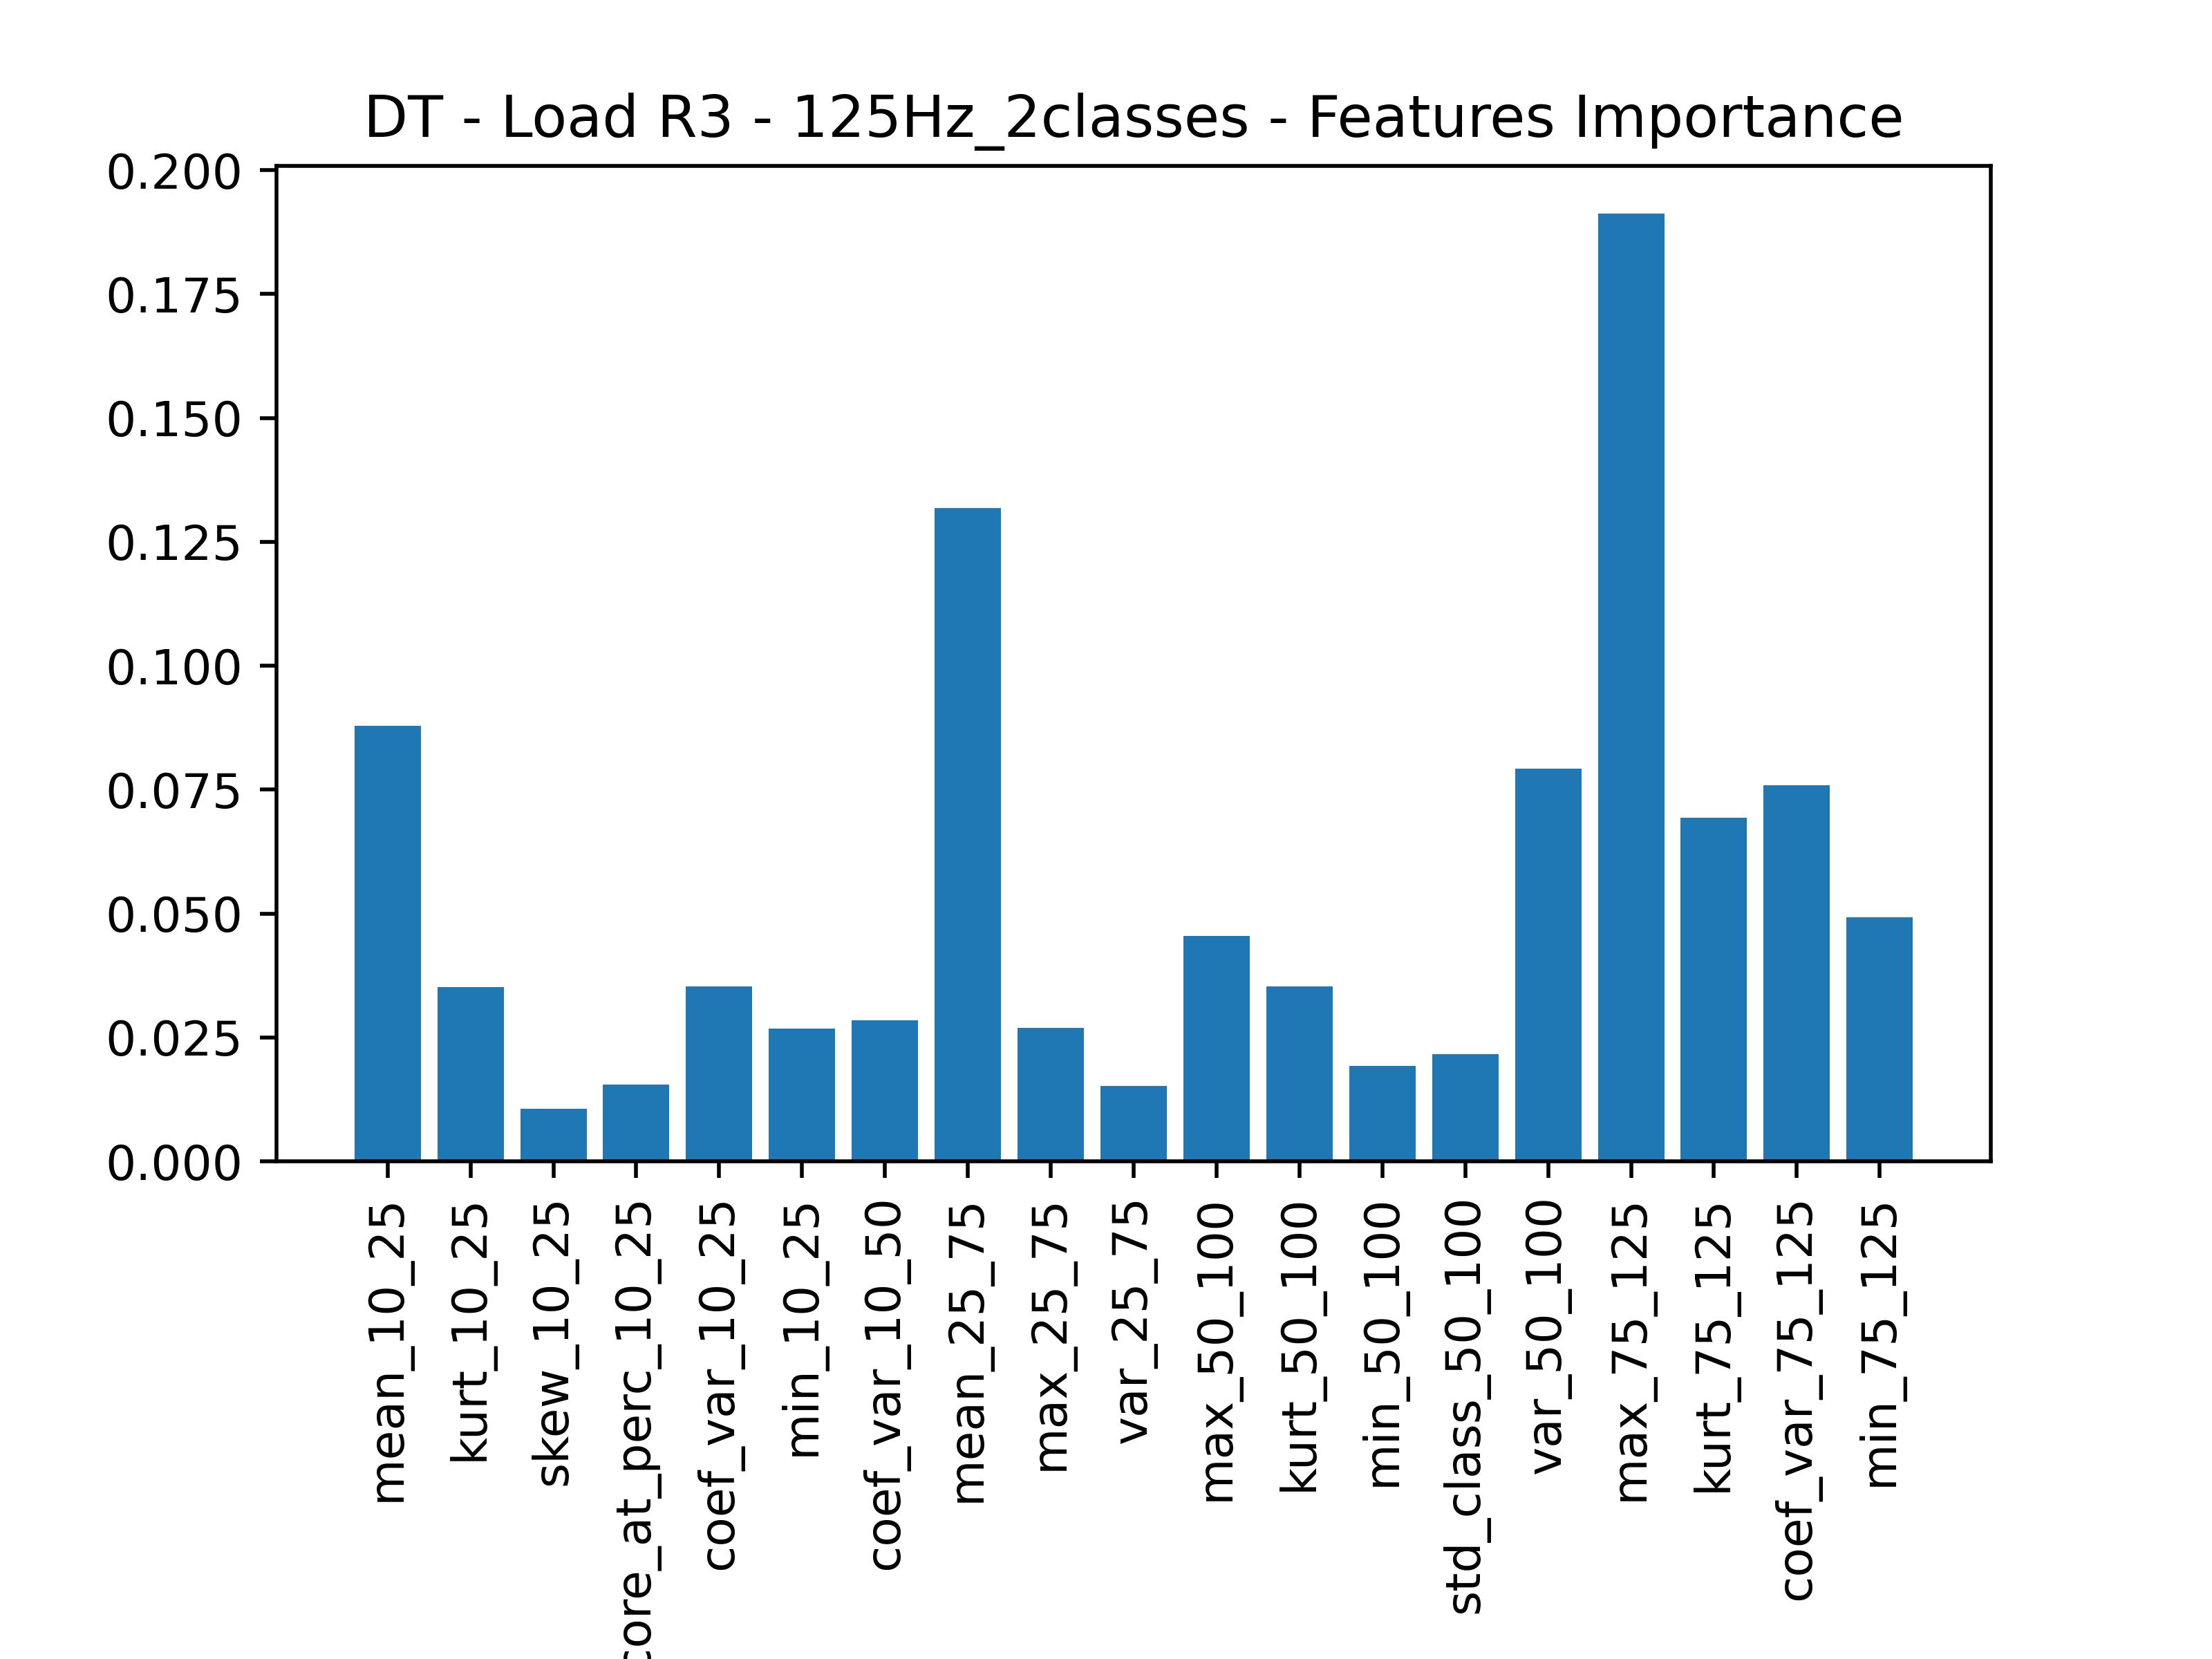 DT - Load R3 - 125Hz_2classes - Features Importance
0.200
0.175
0.150
0.125
0.100
0.075
0.050
0.025
0.000
mean_10_25
kurt_10_25
skew_10_25
core_at_perc_10_25
coef_var_10_25
min_10_25
coef_var_10_50
mean_25_75
max_25_75
var_25_75
max_50_100
kurt_50_100
min_50_100
std_class_50_100
var_50_100
max_75_125
kurt_75_125
coef_var_75_125
min_75_125